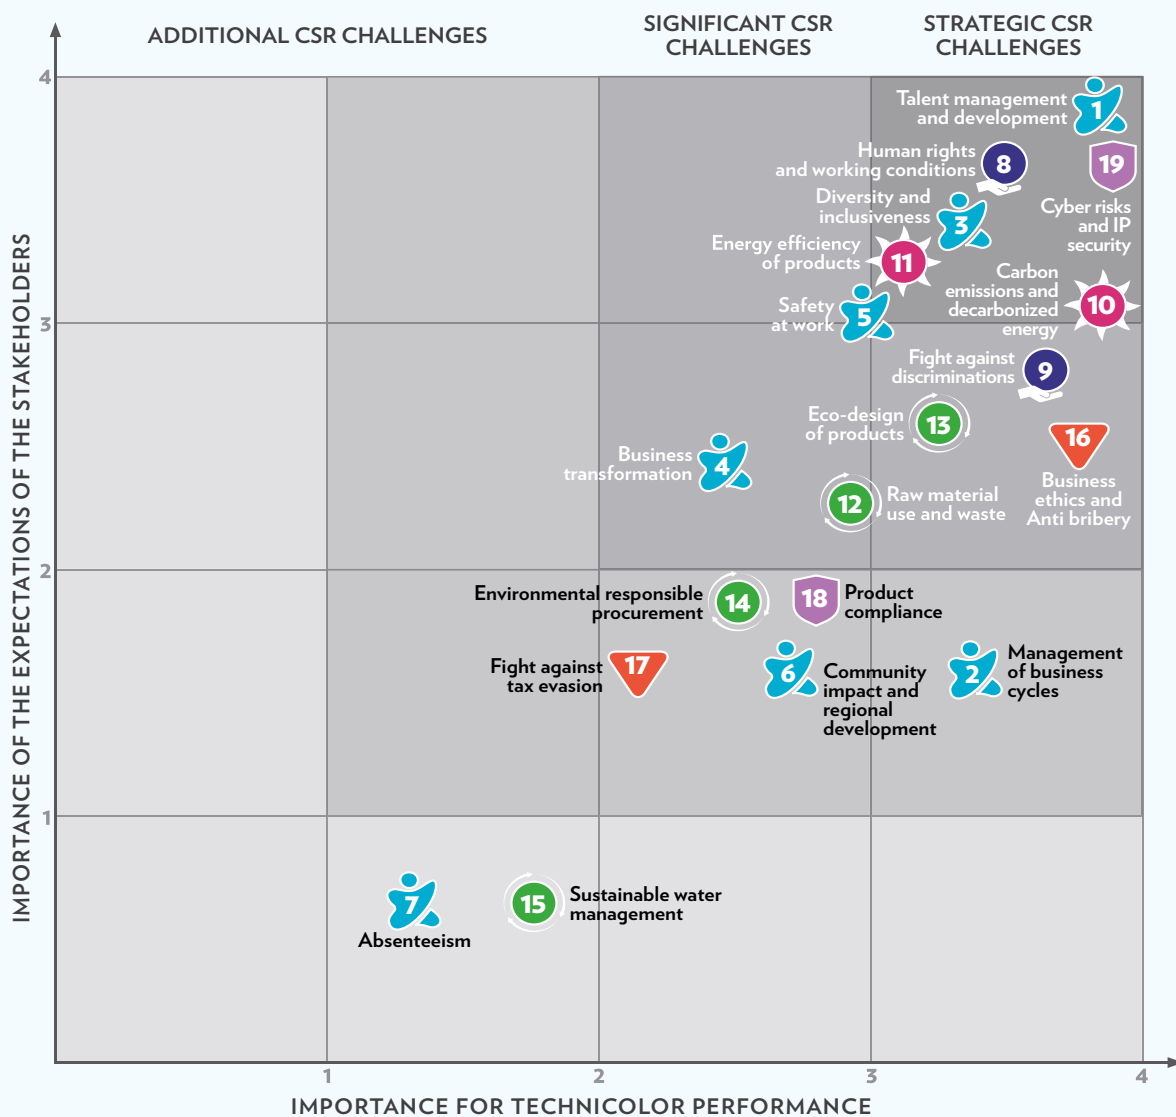 ADDITIONAL CSR CHALLENGES
SIGNIFICANT CSR
CHALLENGES
STRATEGIC CSR
CHALLENGES
IMPORTANCE OF THE EXPECTATIONS OF THE STAKEHOLDERS
4
Talent management
and development
1
Human rights
and working conditions
8
19
Cyber risks
and IP
security
Diversity and
inclusiveness
3
Energy efficiency
of products
11
Carbon
emissions and
decarbonized
energy
10
Safety
at work
5
3
Fight against
discriminations
9
Eco-design
of products
13
16
Business
ethics and
Anti bribery
Business
transformation
4
12
Raw material
use and waste
2
Environmental responsible
procurement
14
18
Product
compliance
Fight against
tax evasion
17
6
Community
impact and
regional
development
2
Management
of business
cycles
1
7
Absenteeism
15
Sustainable water
management
1
2
3
4
IMPORTANCE FOR TECHNICOLOR PERFORMANCE